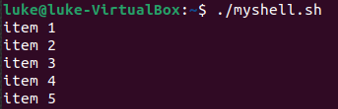 luke@luke-VirtualBox:~$ ./myshell.sh
item 1
item 2
item 3
item 4
item 5